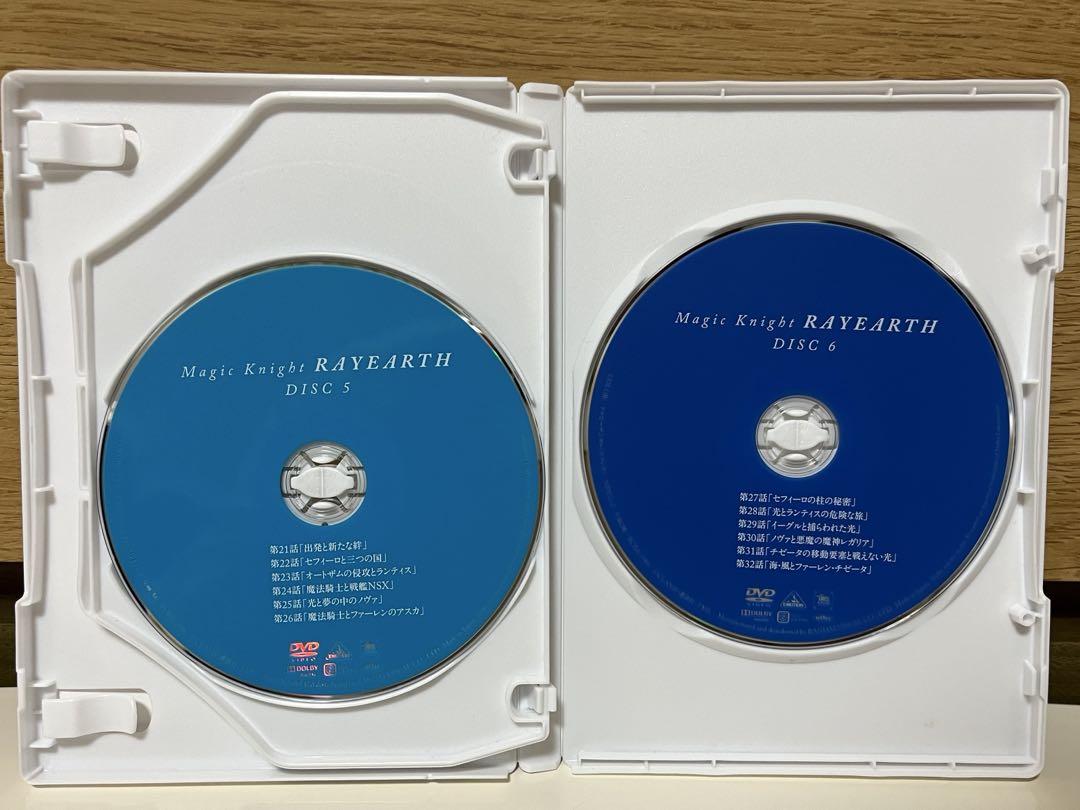 Magic Knight RAYEARTH
DISC 5
第21話「出発と新たな絆」
第22話「セフィーロと三つの国」
第23話「オートザムの侵攻とランティス」
第24話「魔法騎士と戦艦NSX」
第25話「光と夢の中のノヴァ」
第26話「魔法騎士とファーレンのアスカ」
DVD
VIDEO
DOLBY
Magic Knight RAYEARTH
DISC 6
第27話「セフィーロの柱の秘密」
第28話「光とランティスの危険な旅」
第29話「イーグルと捕らわれた光」
第30話「ノヴァと悪魔の魔神レガリア」
第31話「チゼータの移動要塞と戦えない光」
第32話「海・風とファーレン・チゼータ」
DVD
VIDEO
EMOTION
DOLBY